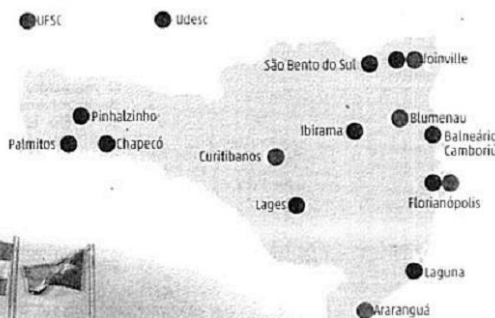 UFSC
Udesc
São Bento do Sul
Joinville
Pinhalzinho
Blumenau
Ibirama
Balneário
Camboriú
Palmitos
Chapecó
Curitibanos
Florianópolis
Lages
Laguna
Araranguá